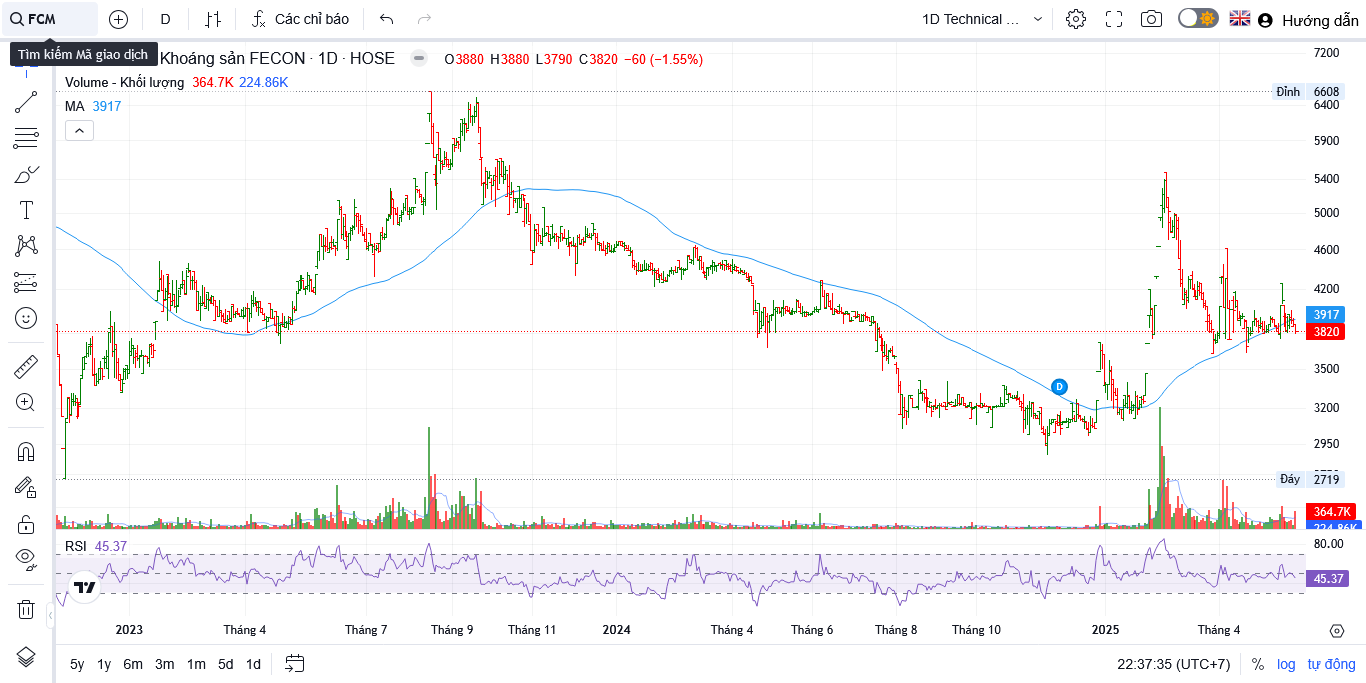 FCM
D
Các chỉ báo
1D Technical ...
Hướng dẫn
Tìm kiếm Mã giao dịch
Khoáng sản FECON · 1D · HOSE
O3880 H3880 L3790 C3820 −60 (−1.55%)
Volume - Khối lượng 364.7K 224.86K
MA 3917
7200
Đỉnh 6608
6400
5900
5400
5000
4600
4200
3917
3820
3500
3200
2950
Đáy 2719
364.7K
224.86K
D
RSI 45.37
80.00
45.37
2023 Tháng 4 Tháng 7 Tháng 9 Tháng 11 2024 Tháng 4 Tháng 6 Tháng 8 Tháng 10 2025 Tháng 4
5y 1y 6m 3m 1m 5d 1d
22:37:35 (UTC+7) % log tự động